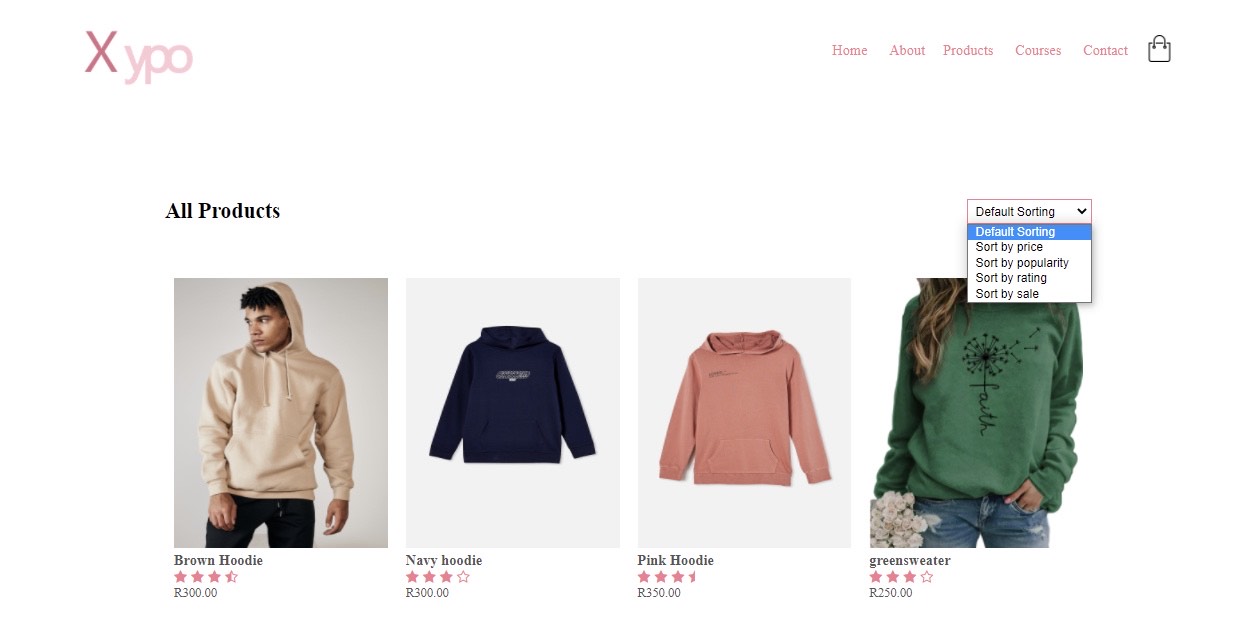 X ypo
Home About Products Courses Contact
All Products
Default Sorting
Default Sorting
Sort by price
Sort by popularity
Sort by rating
Sort by sale
faith
Brown Hoodie
R300.00
Navy hoodie
R300.00
Pink Hoodie
R350.00
greensweater
R250.00